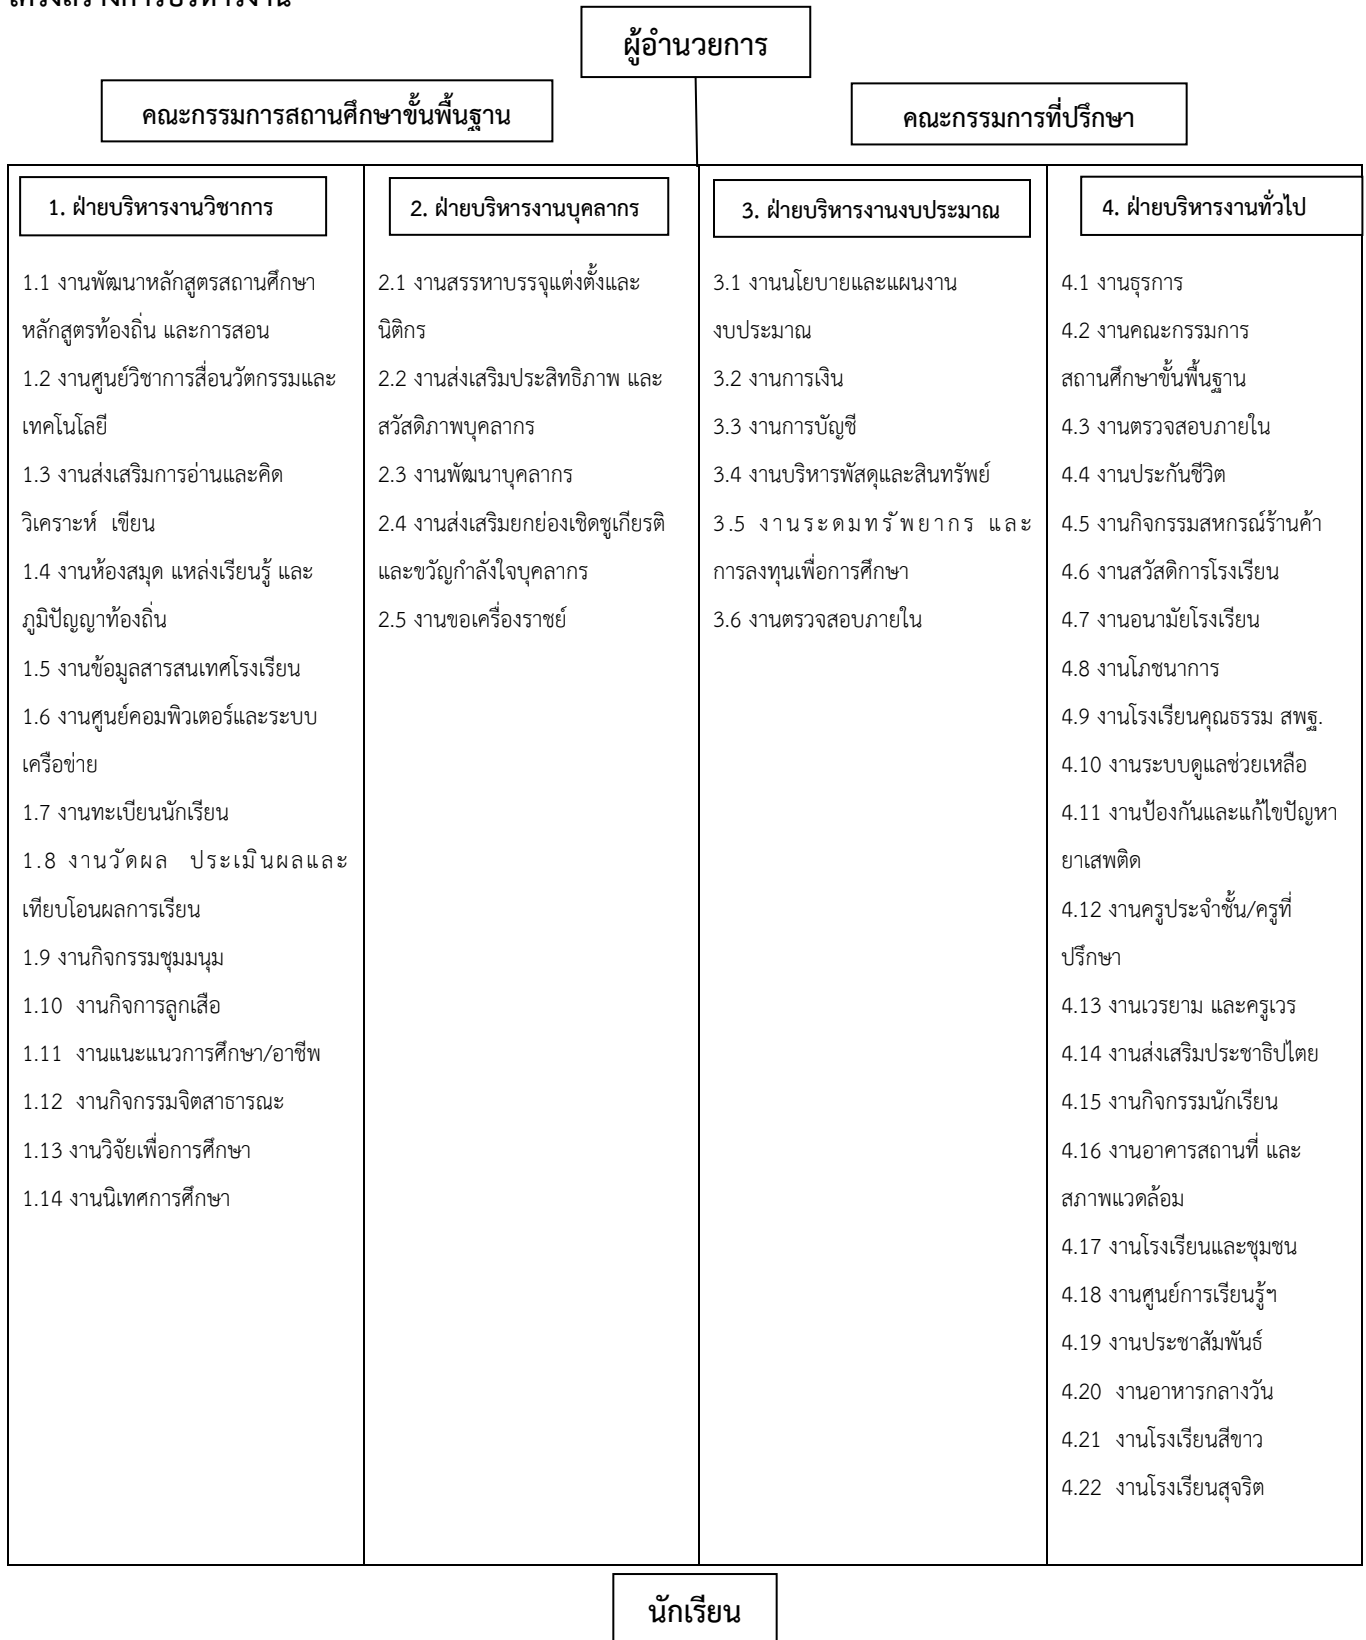 โครงสร้างการบริหารงาน
ผู้อำนวยการ
คณะกรรมการสถานศึกษาขั้นพื้นฐาน
คณะกรรมการที่ปรึกษา
1. ฝ่ายบริหารงานวิชาการ
1.1 งานพัฒนาหลักสูตรสถานศึกษา
หลักสูตรท้องถิ่น และการสอน
1.2 งานศูนย์วิชาการสื่อนวัตกรรมและ
เทคโนโลยี
1.3 งานส่งเสริมการอ่านและคิด
วิเคราะห์ เขียน
1.4 งานห้องสมุด แหล่งเรียนรู้ และ
ภูมิปัญญาท้องถิ่น
1.5 งานข้อมูลสารสนเทศโรงเรียน
1.6 งานศูนย์คอมพิวเตอร์และระบบ
เครือข่าย
1.7 งานทะเบียนนักเรียน
1.8 งานวัดผล ประเมินผลและ
เทียบโอนผลการเรียน
1.9 งานกิจกรรมชุมมนุม
1.10 งานกิจการลูกเสือ
1.11 งานแนะแนวการศึกษา/อาชีพ
1.12 งานกิจกรรมจิตสาธารณะ
1.13 งานวิจัยเพื่อการศึกษา
1.14 งานนิเทศการศึกษา
2. ฝ่ายบริหารงานบุคลากร
2.1 งานสรรหาบรรจุแต่งตั้งและ
นิติกร
2.2 งานส่งเสริมประสิทธิภาพ และ
สวัสดิภาพบุคลากร
2.3 งานพัฒนาบุคลากร
2.4 งานส่งเสริมยกย่องเชิดชูเกียรติ
และขวัญกำลังใจบุคลากร
2.5 งานขอเครื่องราชย์
3. ฝ่ายบริหารงานงบประมาณ
3.1 งานนโยบายและแผนงาน
งบประมาณ
3.2 งานการเงิน
3.3 งานการบัญชี
3.4 งานบริหารพัสดุและสินทรัพย์
3.5 งานระดมทรัพยากร และ
การลงทุนเพื่อการศึกษา
3.6 งานตรวจสอบภายใน
4. ฝ่ายบริหารงานทั่วไป
4.1 งานธุรการ
4.2 งานคณะกรรมการ
สถานศึกษาขั้นพื้นฐาน
4.3 งานตรวจสอบภายใน
4.4 งานประกันชีวิต
4.5 งานกิจกรรมสหกรณ์ร้านค้า
4.6 งานสวัสดิการโรงเรียน
4.7 งานอนามัยโรงเรียน
4.8 งานโภชนาการ
4.9 งานโรงเรียนคุณธรรม สพฐ.
4.10 งานระบบดูแลช่วยเหลือ
4.11 งานป้องกันและแก้ไขปัญหา
ยาเสพติด
4.12 งานครูประจำชั้น/ครูที่
ปรึกษา
4.13 งานเวรยาม และครูเวร
4.14 งานส่งเสริมประชาธิปไตย
4.15 งานกิจกรรมนักเรียน
4.16 งานอาคารสถานที่ และ
สภาพแวดล้อม
4.17 งานโรงเรียนและชุมชน
4.18 งานศูนย์การเรียนรู้ฯ
4.19 งานประชาสัมพันธ์
4.20 งานอาหารกลางวัน
4.21 งานโรงเรียนสีขาว
4.22 งานโรงเรียนสุจริต
นักเรียน